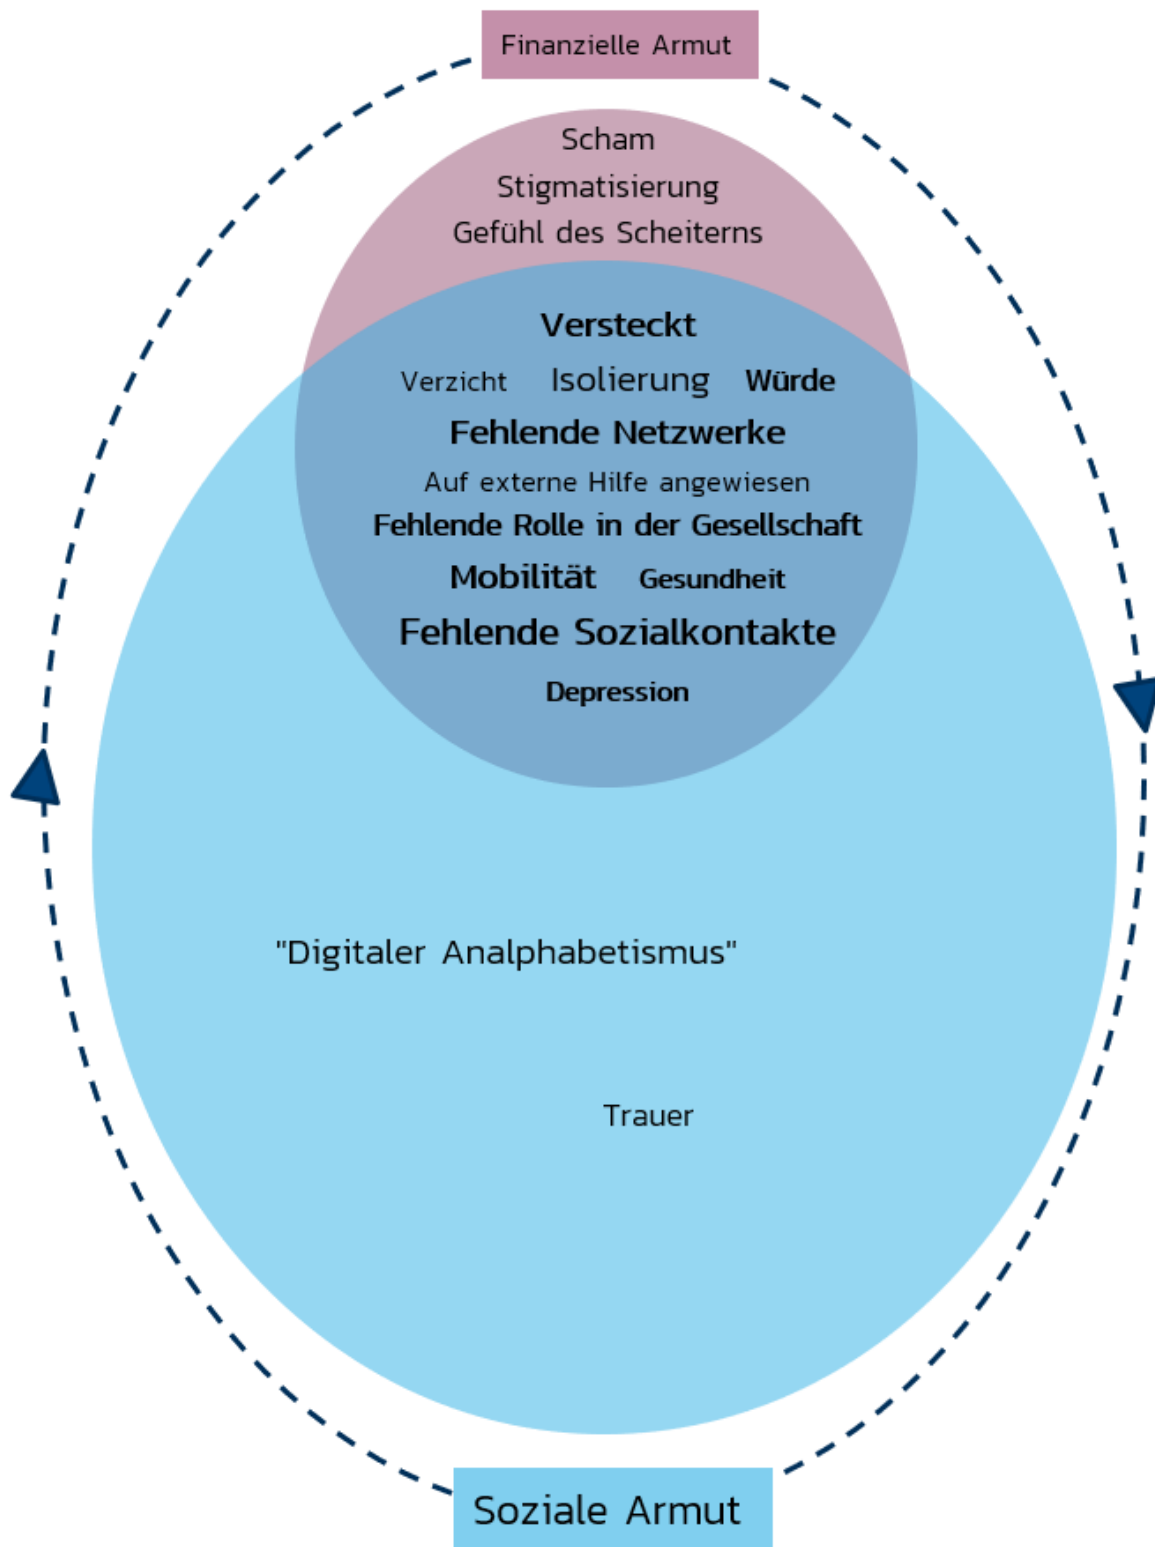 Finanzielle Armut
Scham
Stigmatisierung
Gefühl des Scheiterns
Versteckt
Verzicht Isolierung Würde
Fehlende Netzwerke
Auf externe Hilfe angewiesen
Fehlende Rolle in der Gesellschaft
Mobilität Gesundheit
Fehlende Sozialkontakte
Depression
"Digitaler Analphabetismus"
Trauer
Soziale Armut